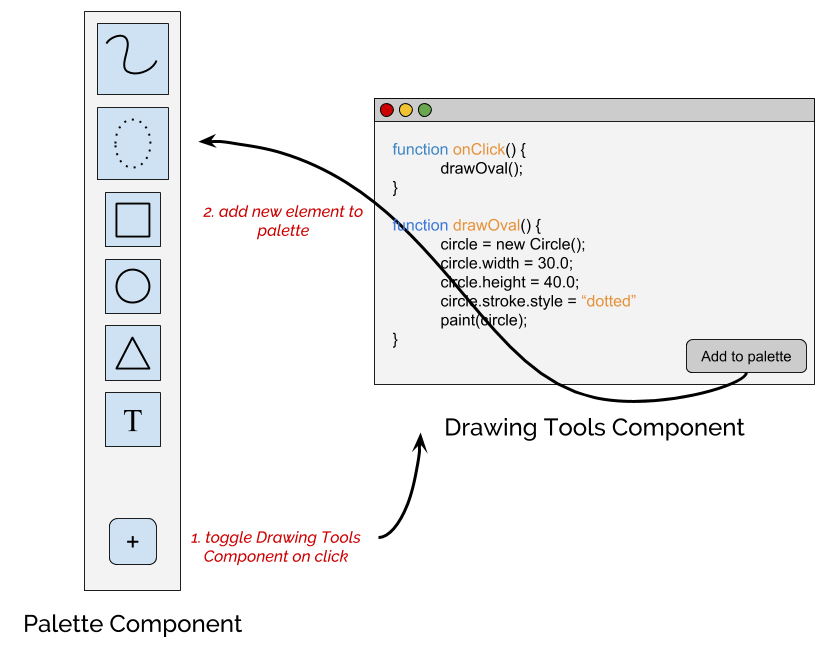 function onClick() {
drawOval();
}
function drawOval() {
circle = new Circle();
circle.width = 30.0;
circle.height = 40.0;
circle.stroke.style = “dotted”
paint(circle);
}
Add to palette
Drawing Tools Component
2. add new element to
palette
T
+
1. toggle Drawing Tools
Component on click
Palette Component